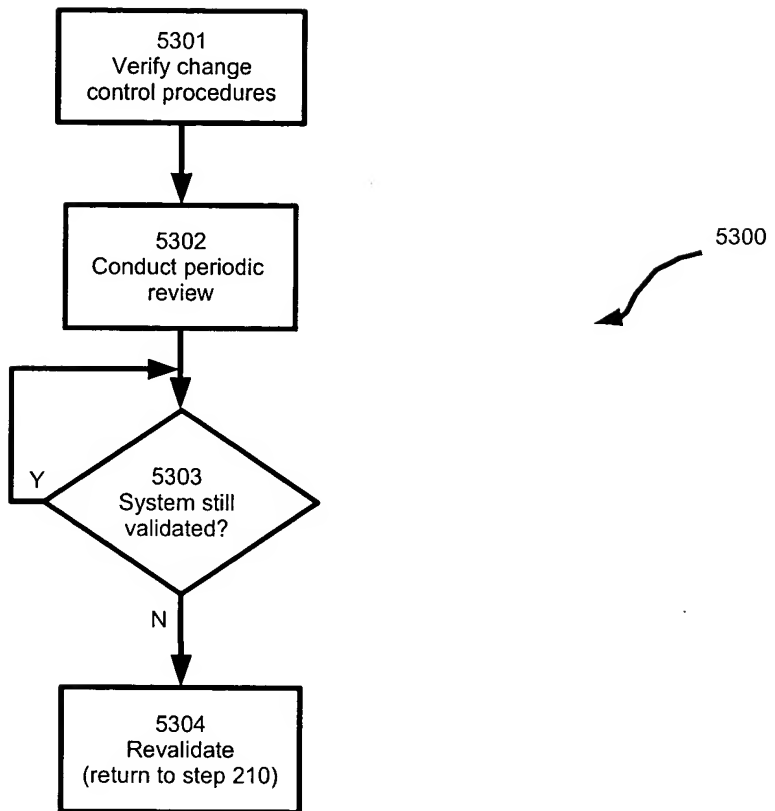 5301
Verify change
control procedures
5302
Conduct periodic
review
5300
5303
System still
validated?
Y
N
5304
Revalidate
(return to step 210)